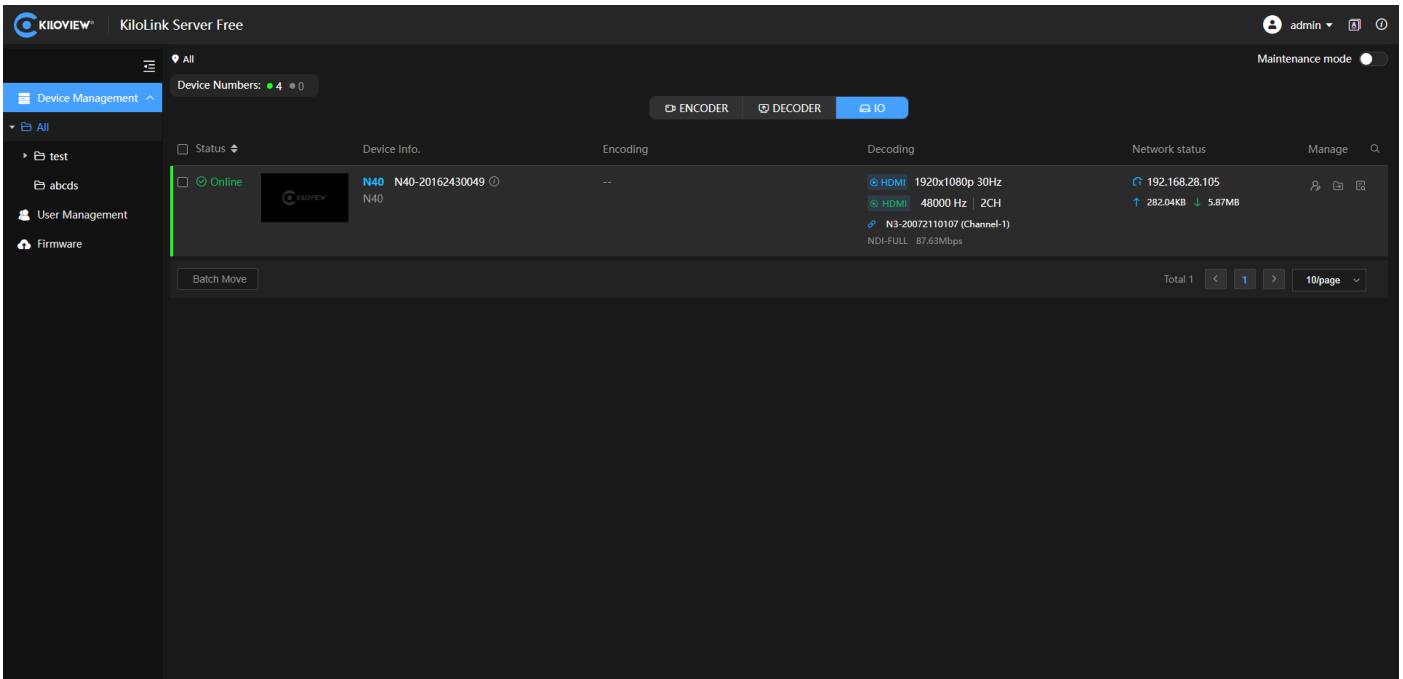 KILOVIEW® KiloLink Server Free admin
All Maintenance mode
Device Numbers: 4 0
Device Management
ENCODER DECODER IO
All
Status Device Info. Encoding Decoding Network status Manage
test
Online N40 N40-20162430049 -- HDMI 1920x1080p 30Hz 192.168.28.105
abcds
KILOVIEW N40 HDMI 48000 Hz 2CH 282.04KB 5.87MB
User Management
N3-20072110107 (Channel-1)
Firmware
NDI-FULL 87.63Mbps
Batch Move Total 1 1 10/page